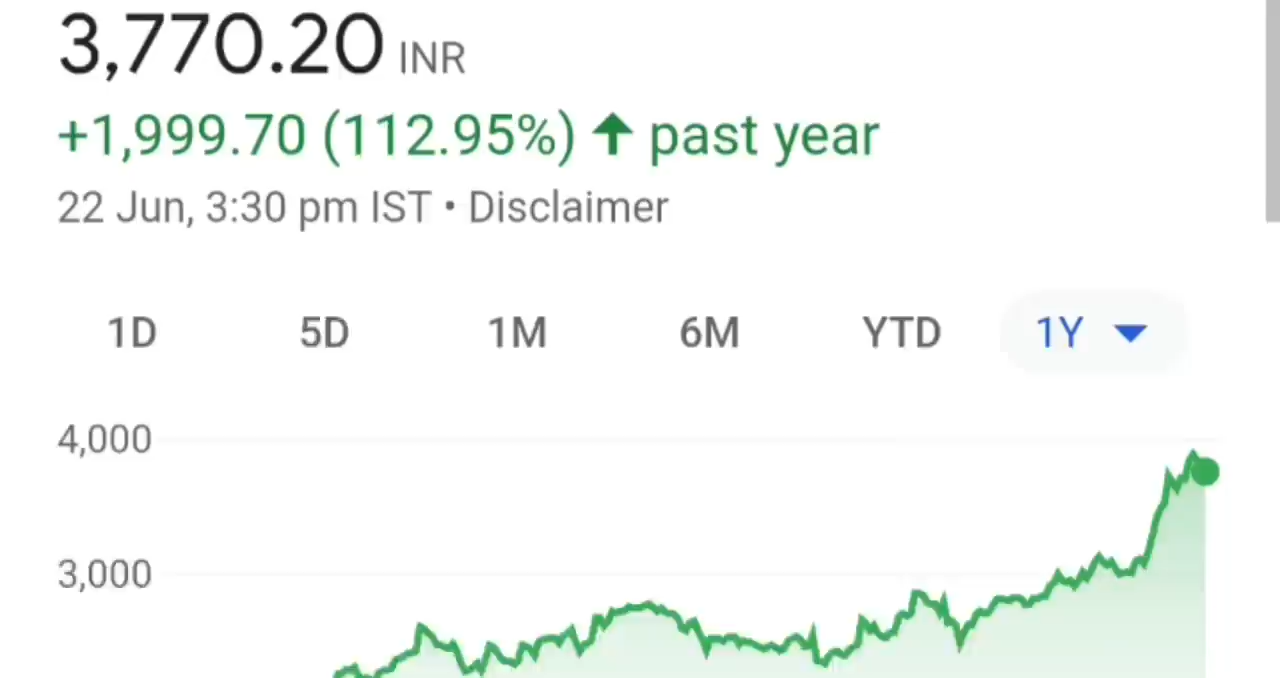 3,770.20 INR
+1,999.70 (112.95%) ↑ past year
22 Jun, 3:30 pm IST • Disclaimer
1D 5D 1M 6M YTD 1Y
4,000
3,000